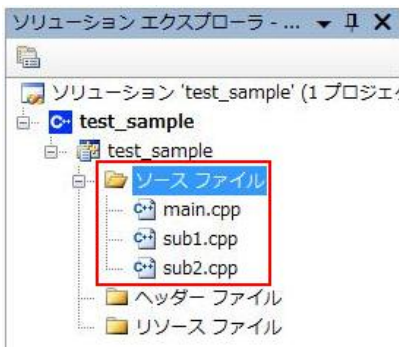 ソリューション エクスプローラ - ...
ソリューション 'test_sample' (1 プロジェ
test_sample
test_sample
ソース ファイル
main.cpp
sub1.cpp
sub2.cpp
ヘッダー ファイル
リソース ファイル